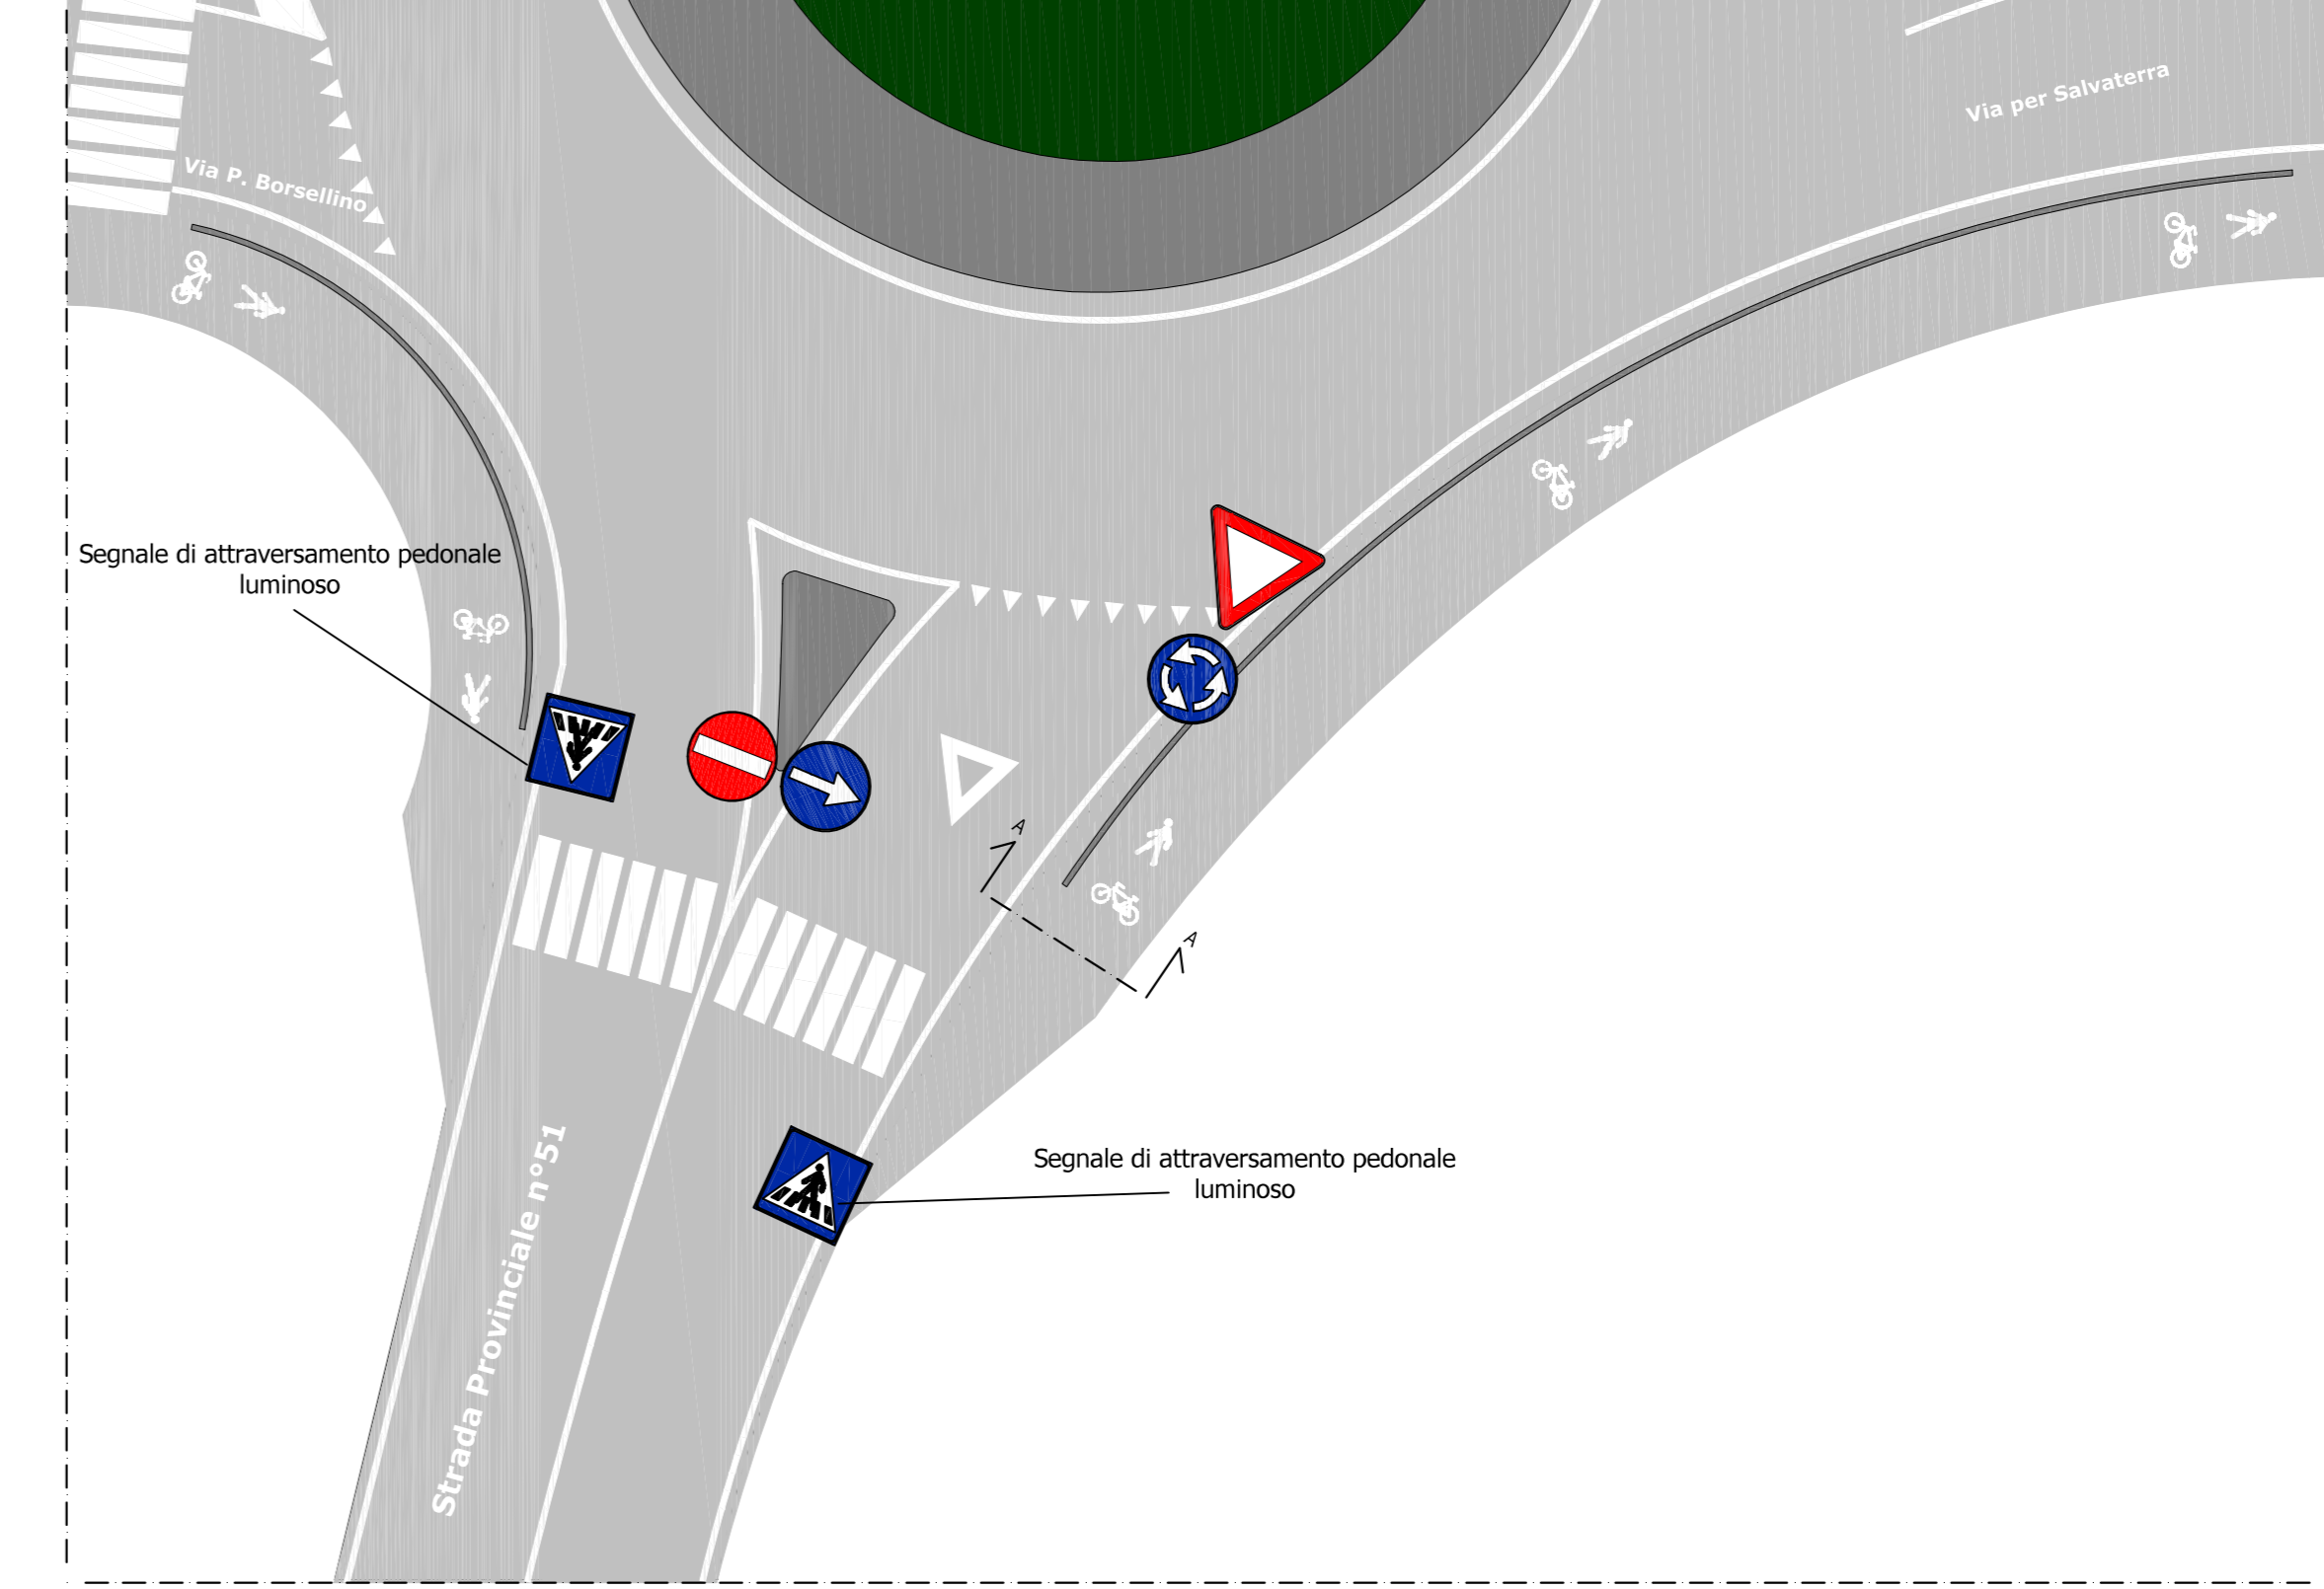 Via per Salvaterra
Via P. Borsellino
Segnale di attraversamento pedonale
luminoso
A
A
Segnale di attraversamento pedonale
luminoso
Strada Provinciale n°51